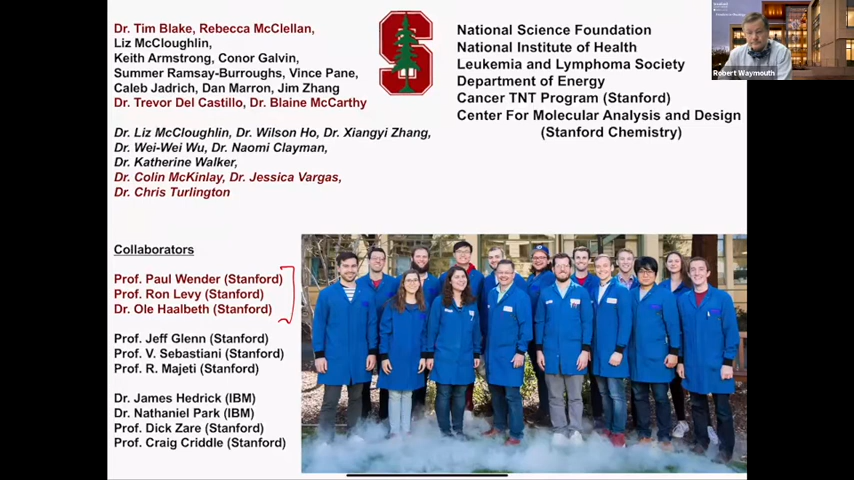 Dr. Tim Blake, Rebecca McClellan,
Liz McCloughlin,
Keith Armstrong, Conor Galvin,
Summer Ramsay-Burroughs, Vince Pane,
Caleb Jadrich, Dan Marron, Jim Zhang
Dr. Trevor Del Castillo, Dr. Blaine McCarthy
Dr. Liz McCloughlin, Dr. Wilson Ho, Dr. Xiangyi Zhang,
Dr. Wei-Wei Wu, Dr. Naomi Clayman,
Dr. Katherine Walker,
Dr. Colin McKinlay, Dr. Jessica Vargas,
Dr. Chris Turlington
National Science Foundation
National Institute of Health
Leukemia and Lymphoma Society
Department of Energy
Cancer TNT Program (Stanford)
Center For Molecular Analysis and Design
(Stanford Chemistry)
Robert Waymouth
Collaborators
Prof. Paul Wender (Stanford)
Prof. Ron Levy (Stanford)
Dr. Ole Haalbeth (Stanford)
Prof. Jeff Glenn (Stanford)
Prof. V. Sebastiani (Stanford)
Prof. R. Majeti (Stanford)
Dr. James Hedrick (IBM)
Dr. Nathaniel Park (IBM)
Prof. Dick Zare (Stanford)
Prof. Craig Criddle (Stanford)